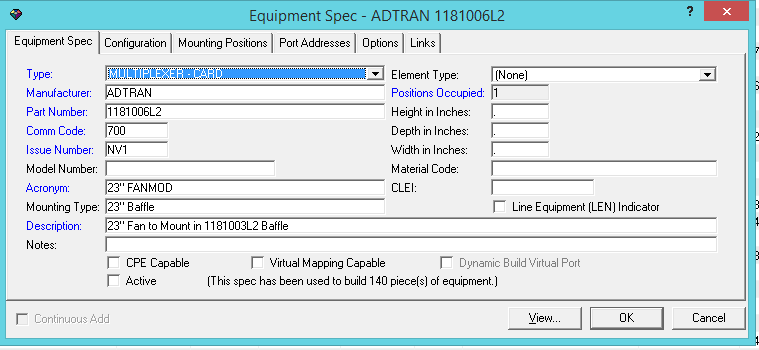 Equipment Spec - ADTRAN 1181006L2
?
Equipment Spec Configuration Mounting Positions Port Addresses Options Links
Type: MULTIPLEXER - CARD Element Type: (None)
Manufacturer: ADTRAN Positions Occupied: 1
Part Number: 1181006L2 Height in Inches: .
Comm Code: 700 Depth in Inches: .
Issue Number: NV1 Width in Inches: .
Model Number: Material Code:
Acronym: 23" FANMOD CLEI:
Mounting Type: 23" Baffle Line Equipment (LEN) Indicator
Description: 23" Fan to Mount in 1181003L2 Baffle
Notes:
CPE Capable Virtual Mapping Capable Dynamic Build Virtual Port
Active (This spec has been used to build 140 piece(s) of equipment.)
Continuous Add View... OK Cancel